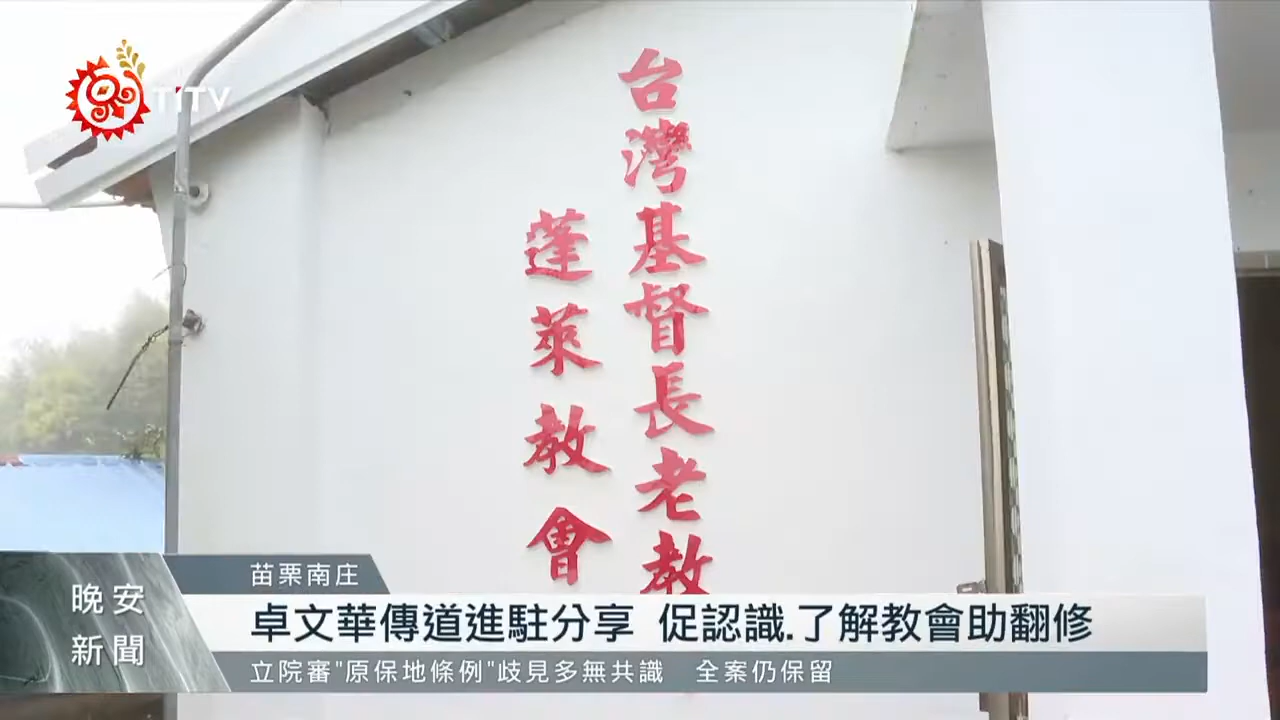 TITV
台灣基督長老教
蓬萊教會
苗栗南庄
晚安
新聞
卓文華傳道進駐分享 促認識.了解教會助翻修
立院審"原保地條例"歧見多無共識 全案仍保留